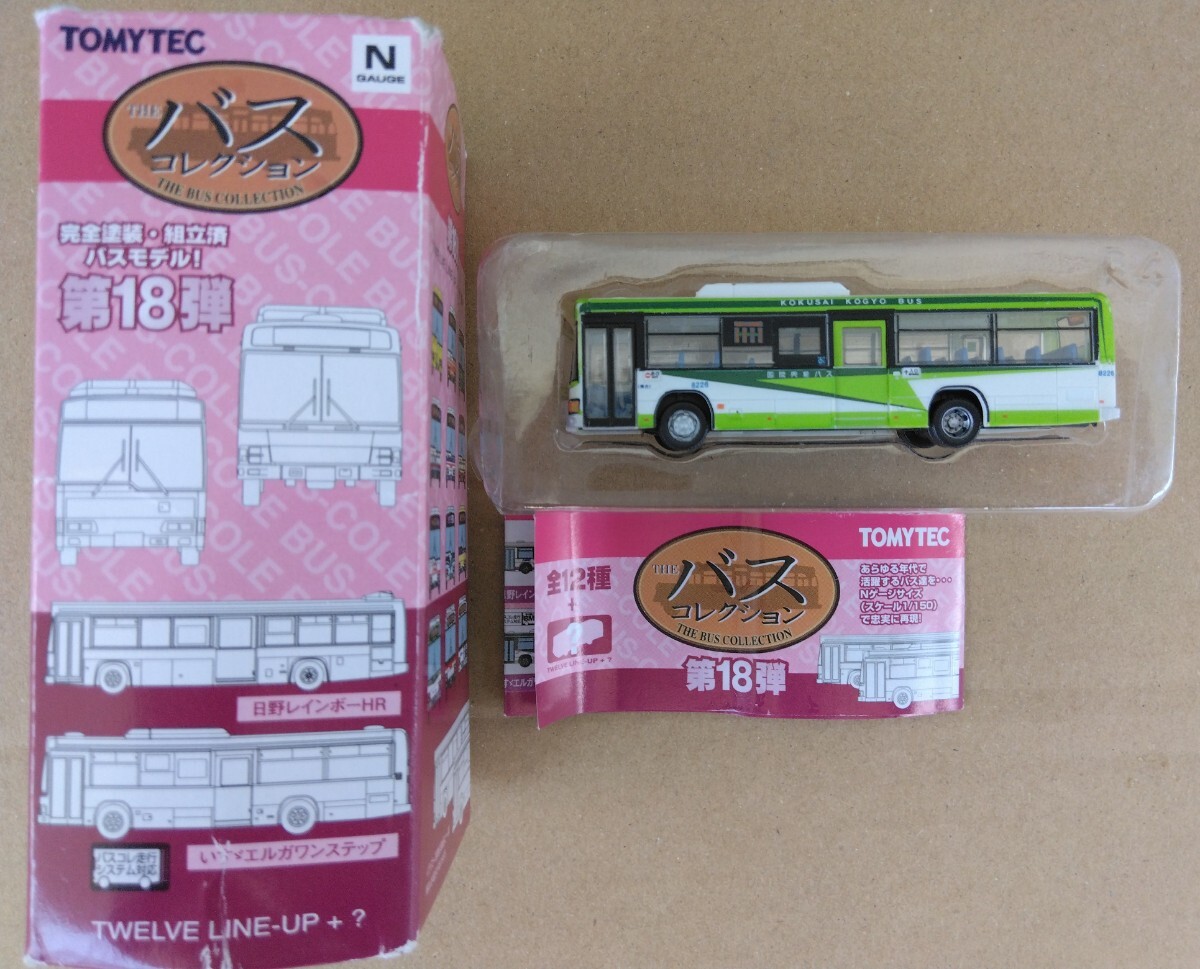 TOMYTEC
N
GAUGE
THE
バス
コレクション
THE BUS COLLECTION
完全塗装・組立済
バスモデル!
第18弾
日野レインボーHR
いすゞエルガワンステップ
バスコレ走行
システム対応
TWELVE LINE-UP + ?
KOKUSAI KOGYO BUS
国際興業バス
6226
全12種
+
TWELVE LINE-UP + ?
THE
バス
コレクション
THE BUS COLLECTION
第18弾
TOMYTEC
あらゆる年代で
活躍するバス達を・・・
Nゲージサイズ
(スケール1/150)
で忠実に再現!